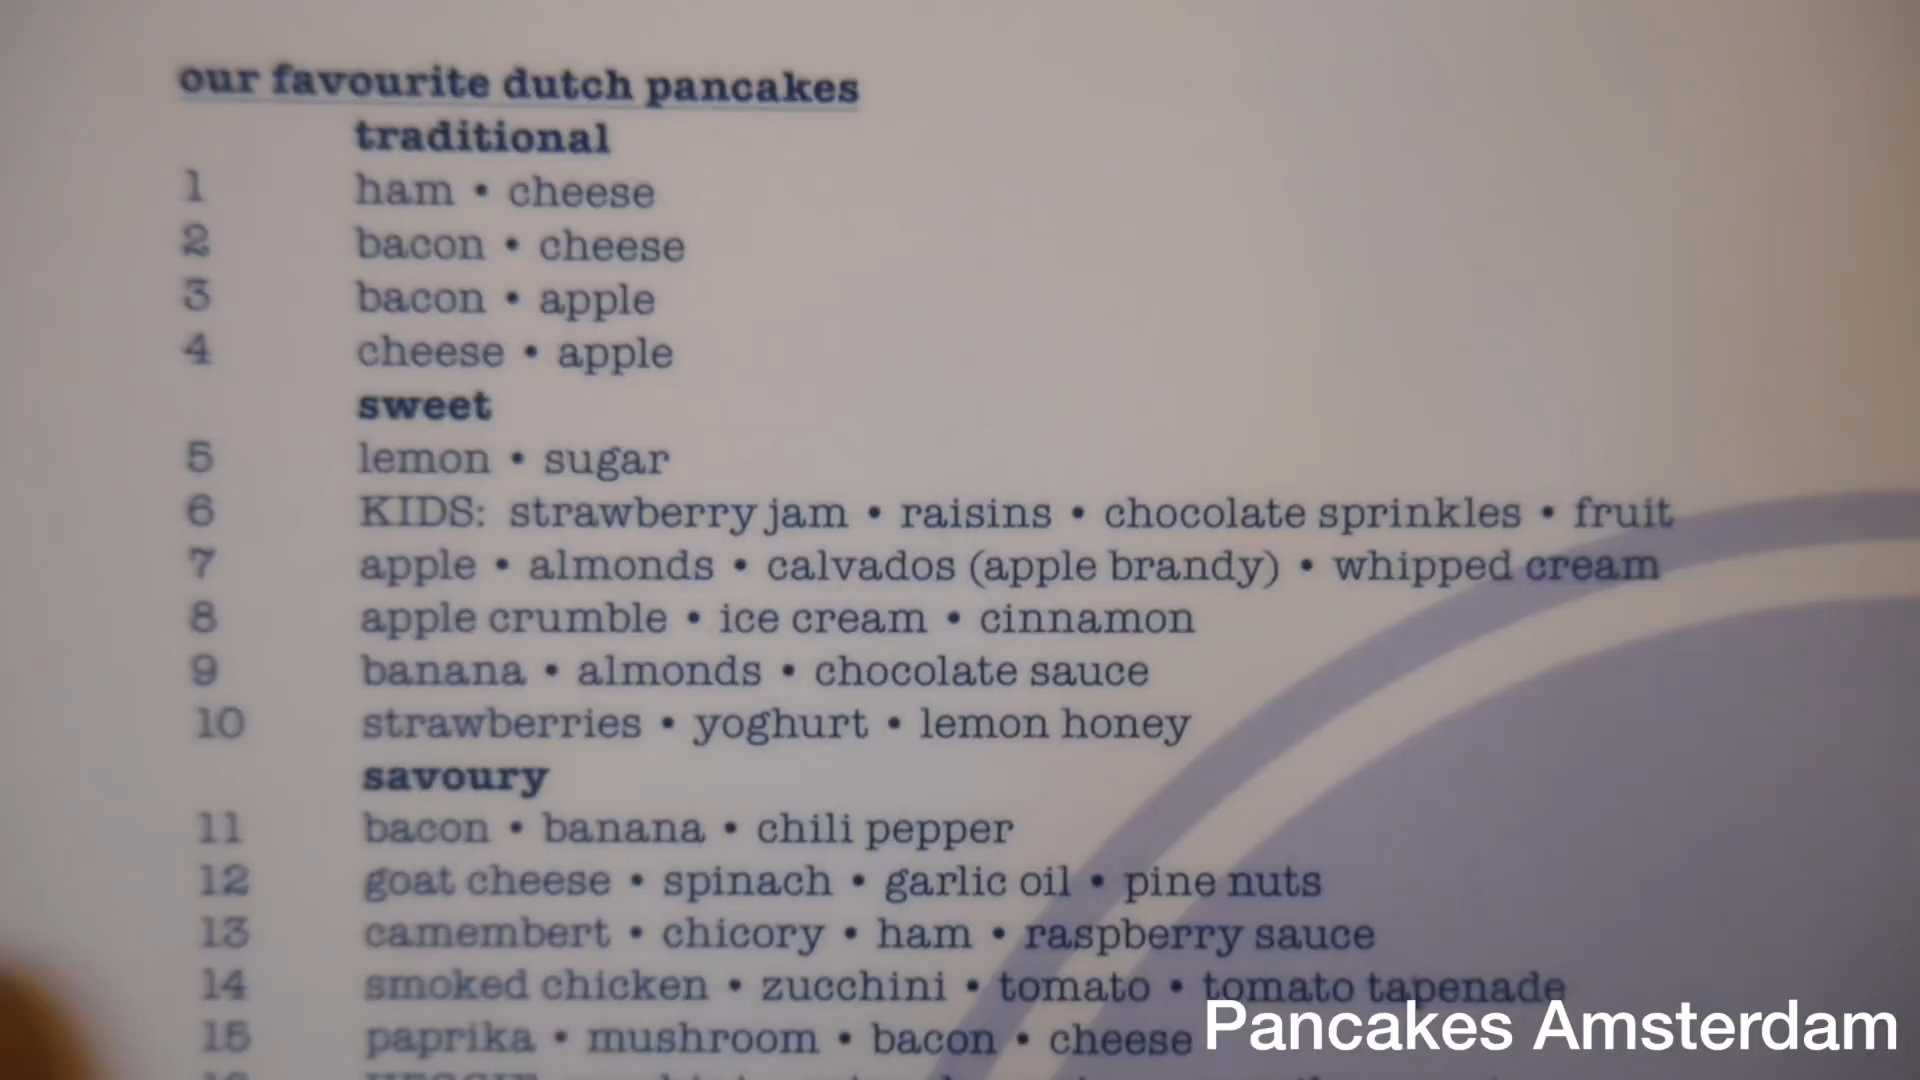 our favourite dutch pancakes
traditional
1 ham • cheese
2 bacon • cheese
3 bacon • apple
4 cheese • apple
sweet
5 lemon • sugar
6 KIDS: strawberry jam • raisins • chocolate sprinkles • fruit
7 apple • almonds • calvados (apple brandy) • whipped cream
8 apple crumble • ice cream • cinnamon
9 banana • almonds • chocolate sauce
10 strawberries • yoghurt • lemon honey
savoury
11 bacon • banana • chili pepper
12 goat cheese • spinach • garlic oil • pine nuts
13 camembert • chicory • ham • raspberry sauce
14 smoked chicken • zucchini • tomato • tomato tapenade
15 paprika • mushroom • bacon • cheese
Pancakes Amsterdam